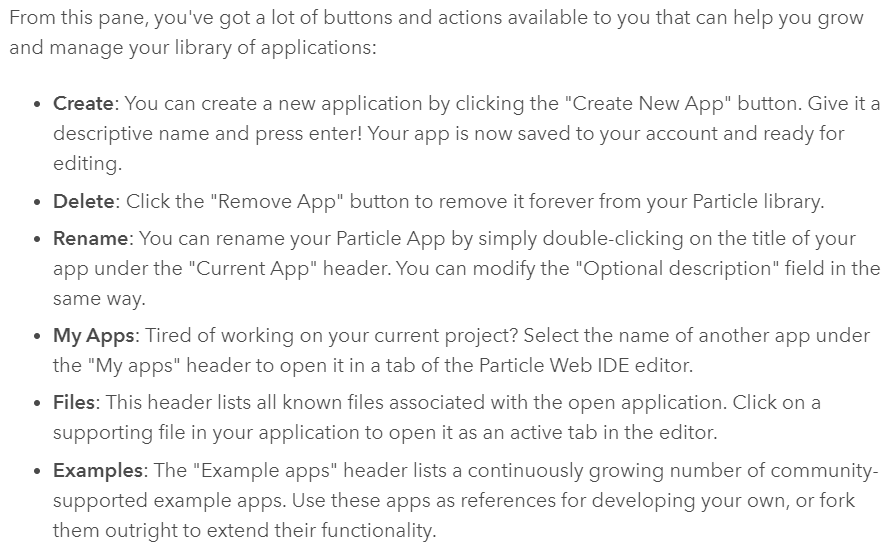 From this pane, you've got a lot of buttons and actions available to you that can help you grow
and manage your library of applications:
• Create: You can create a new application by clicking the "Create New App" button. Give it a
descriptive name and press enter! Your app is now saved to your account and ready for
editing.
• Delete: Click the "Remove App" button to remove it forever from your Particle library.
• Rename: You can rename your Particle App by simply double-clicking on the title of your
app under the "Current App" header. You can modify the "Optional description" field in the
same way.
• My Apps: Tired of working on your current project? Select the name of another app under
the "My apps" header to open it in a tab of the Particle Web IDE editor.
• Files: This header lists all known files associated with the open application. Click on a
supporting file in your application to open it as an active tab in the editor.
• Examples: The "Example apps" header lists a continuously growing number of community-
supported example apps. Use these apps as references for developing your own, or fork
them outright to extend their functionality.